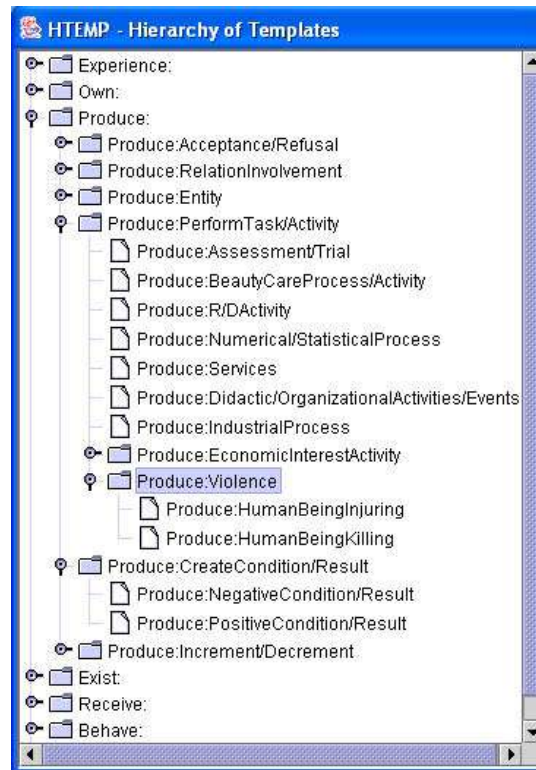 HTEMP - Hierarchy of Templates
Experience:
Own:
Produce:
Produce:Acceptance/Refusal
Produce:RelationInvolvement
Produce:Entity
Produce:PerformTask/Activity
Produce:Assessment/Trial
Produce:BeautyCareProcess/Activity
Produce:R/DActivity
Produce:Numerical/StatisticalProcess
Produce:Services
Produce:Didactic/OrganizationalActivities/Events
Produce:IndustrialProcess
Produce:EconomicInterestActivity
Produce:Violence
Produce:HumanBeingInjuring
Produce:HumanBeingKilling
Produce:CreateCondition/Result
Produce:NegativeCondition/Result
Produce:PositiveCondition/Result
Produce:Increment/Decrement
Exist:
Receive:
Behave: